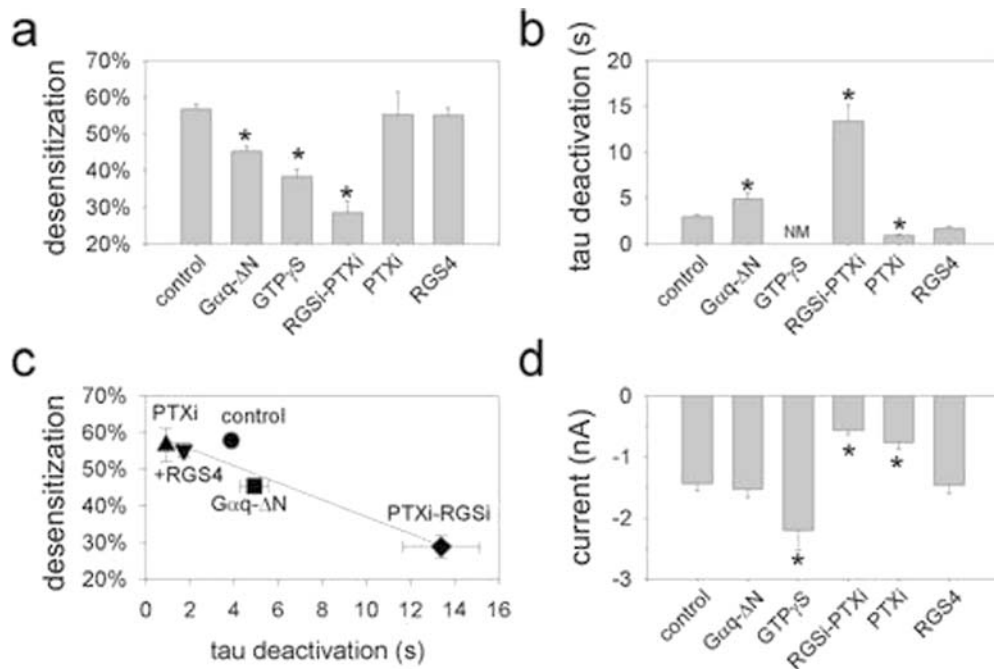 a
desensitization
70%
60%
50%
40%
30%
20%
*
*
*
control
Gαq-ΔN
GTPγS
RGSi-PTXi
PTXi
RGS4
b
tau deactivation (s)
20
15
10
5
0
*
NM
*
*
control
Gαq-ΔN
GTPγS
RGSi-PTXi
PTXi
RGS4
c
desensitization
70%
60%
50%
40%
30%
20%
PTXi
control
+RGS4
Gαq-ΔN
PTXi-RGSi
0 2 4 6 8 10 12 14 16
tau deactivation (s)
d
current (nA)
-0
-1
-2
-3
*
*
*
control
Gαq-ΔN
GTPγS
RGSi-PTXi
PTXi
RGS4